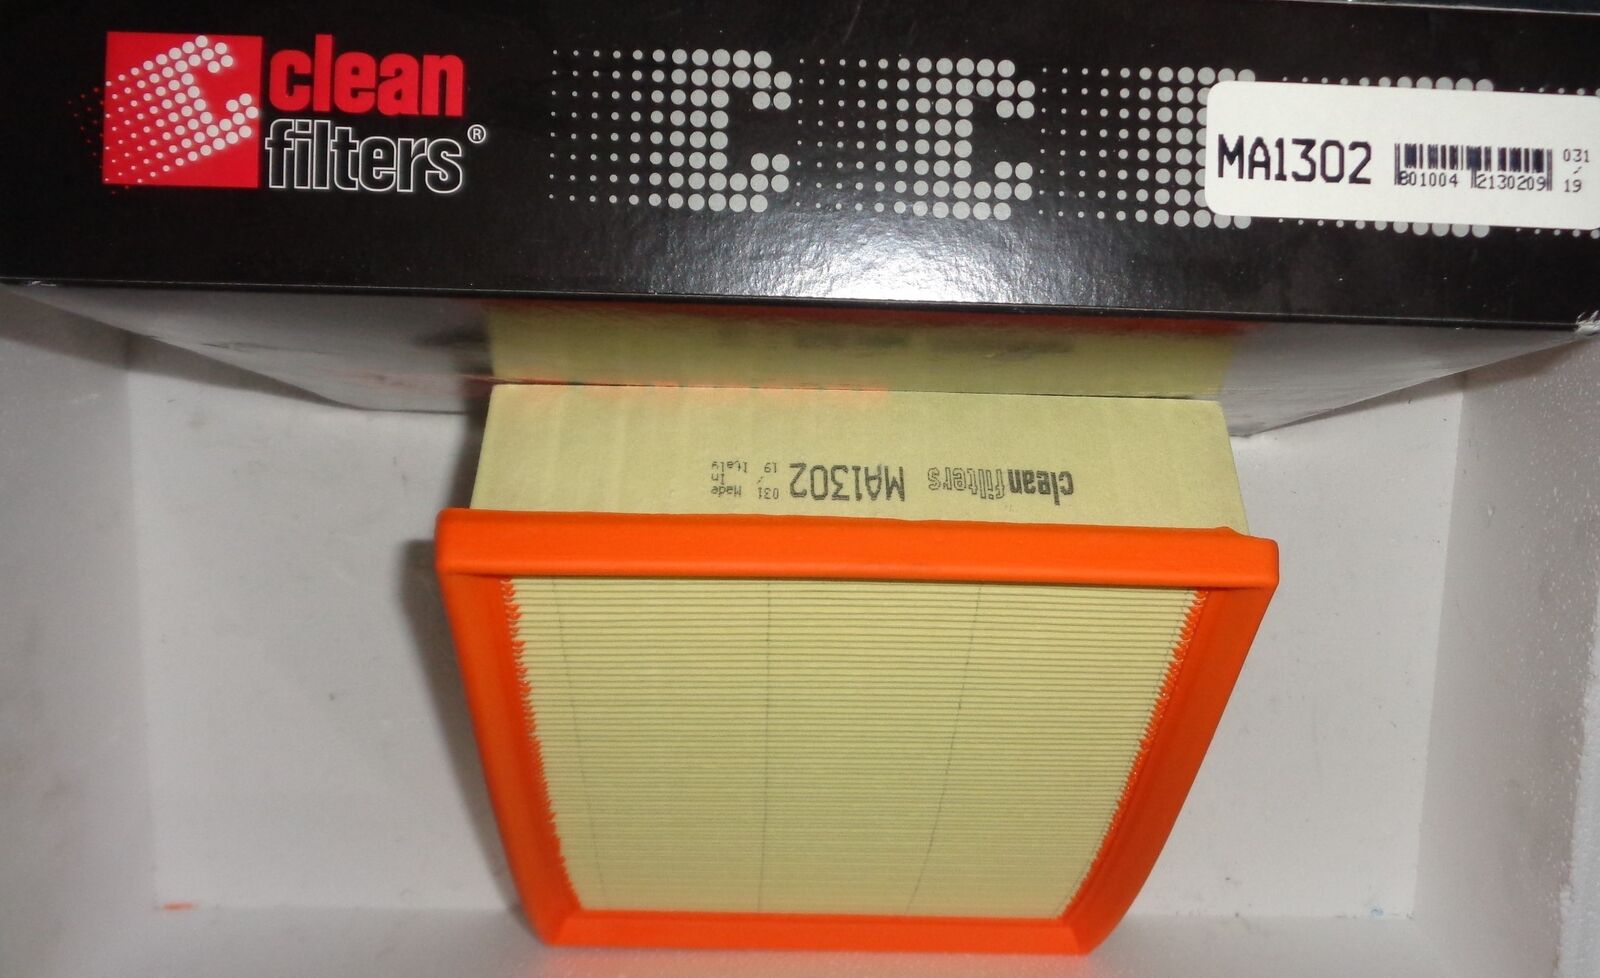 clean
filters®
MA1302
801004 2130209
031
/
19
clean filters MA1302 031 / 19 Made In Italy